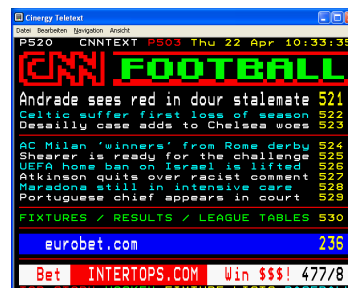 Cinergy Teletext
Datei Bearbeiten Navigation Ansicht
P520 CNNTEXT P503 Thu 22 Apr 10:33:35
CNN FOOTBALL
Andrade sees red in dour stalemate 521
Celtic suffer first loss of season 522
Desailly case adds to Chelsea woes 523
AC Milan 'winners' from Rome derby 524
Shearer is ready for the challenge 525
UEFA home ban on Israel is lifted 526
Atkinson quits over racist comment 527
Maradona still in intensive care 528
Portuguese chief appears in court 529
FIXTURES / RESULTS / LEAGUE TABLES 530
eurobet.com 236
Bet INTERTOPS.COM Win $$$! 477/8